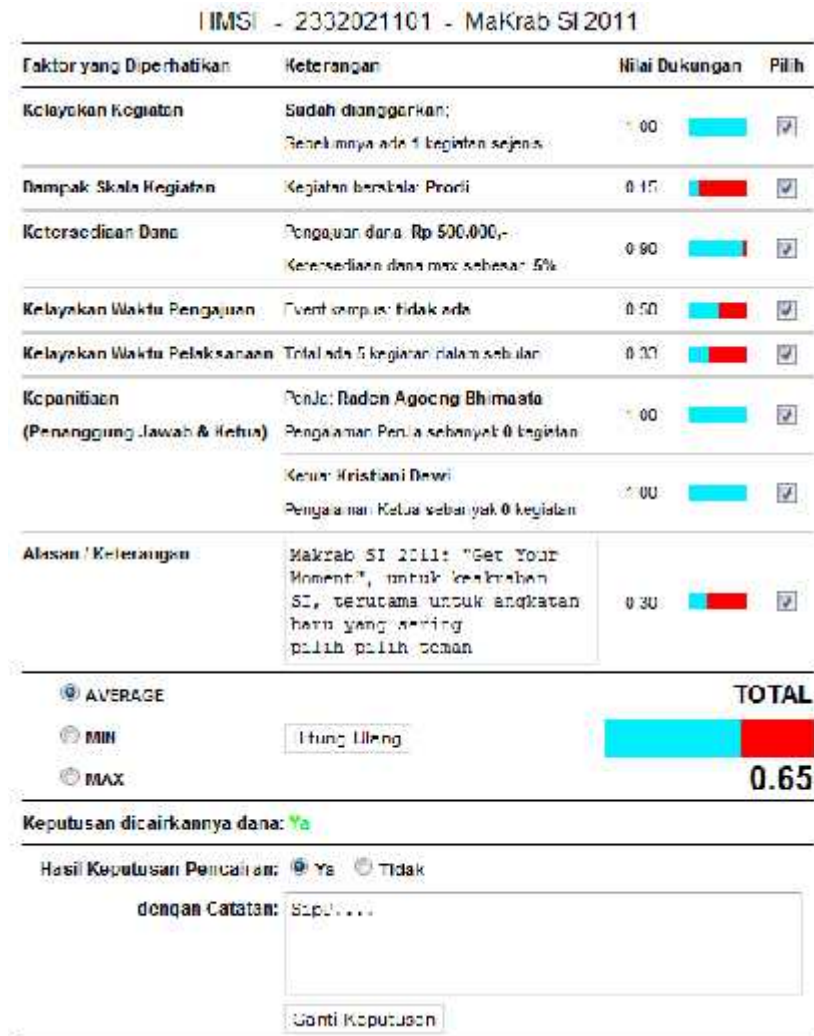 HMSI - 2332021101 - MaKrab SI 2011
Faktor yang Diperhatikan Keterangan Nilai Dukungan Pilih
Kelayakan Kegiatan Sudah dianggarkan;
1.00
Sebelumnya ada 1 kegiatan sejenis
Dampak Skala Kegiatan Kegiatan berskala: Prodi 0.15
Ketersediaan Dana Pengajuan dana: Rp 500.000,-
0.90
Ketersediaan dana max sebesar: 5%
Kelayakan Waktu Pengajuan Event kampus: tidak ada 0.50
Kelayakan Waktu Pelaksanaan Total ada 5 kegiatan dalam sebulan 0.33
Kepanitiaan PenJa: Raden Agoeng Bhimasta
1.00
(Penanggung Jawab & Ketua) Pengalaman PenJa sebanyak 0 kegiatan
Ketua: Kristiani Dewi
1.00
Pengalaman Ketua sebanyak 0 kegiatan
Alasan / Keterangan Makrab SI 2011: "Get Your
Moment", untuk keakraban
SI, terutama untuk angkatan 0.30
baru yang sering
pilih pilih teman
AVERAGE TOTAL
MIN Hitung Ulang
MAX 0.65
Keputusan dicairkannya dana: Ya
Hasil Keputusan Pencairan: Ya Tidak
dengan Catatan:
Ganti Keputusan